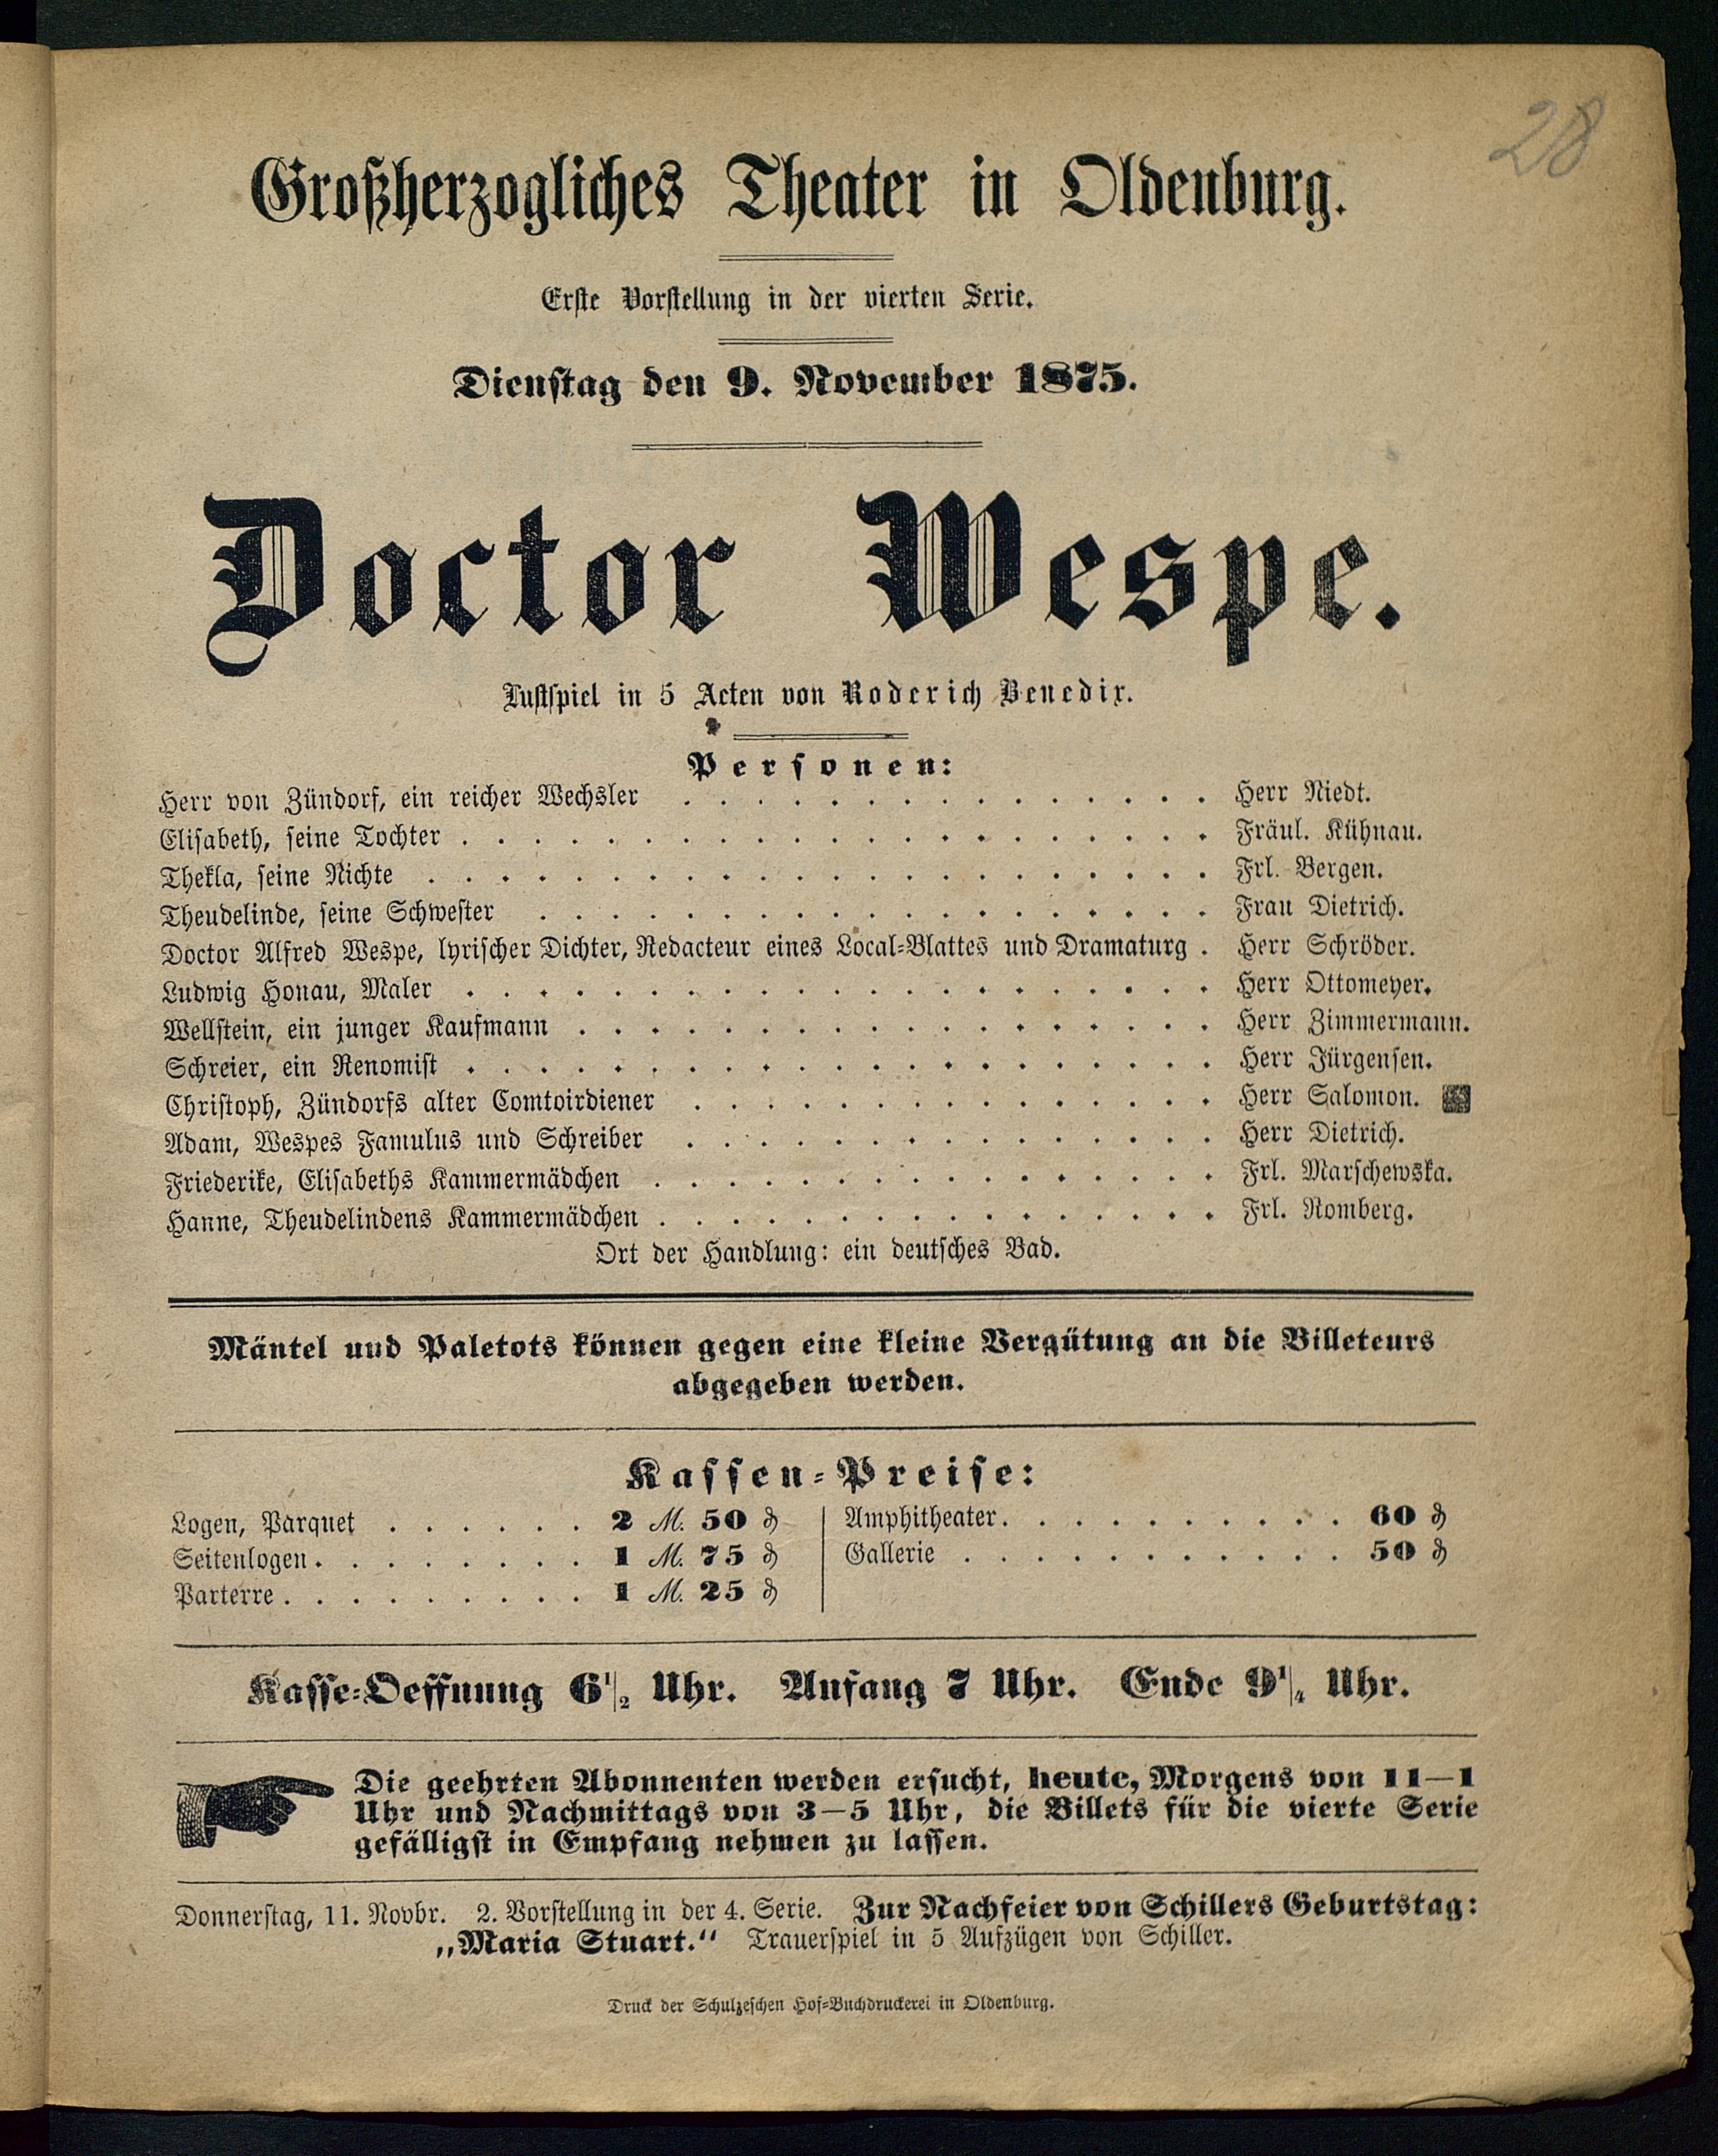 28
Großherzogliches Theater in Oldenburg.
Erste Vorstellung in der vierten Serie.
Dienstag den 9. November 1875.
Doctor Wespe.
Lustspiel in 5 Acten von Roderich Benedix.
Personen:
Herr von Zündorf, ein reicher Wechsler . . . . . . . . . . . . . . . Herr Niedt.
Elisabeth, seine Tochter . . . . . . . . . . . . . . . . . . . . . Fräul. Kühnau.
Thekla, seine Nichte . . . . . . . . . . . . . . . . . . . . . . Frl. Bergen.
Theudelinde, seine Schwester . . . . . . . . . . . . . . . . . . . Frau Dietrich.
Doctor Alfred Wespe, lyrischer Dichter, Redacteur eines Local-Blattes und Dramaturg . Herr Schröder.
Ludwig Honau, Maler . . . . . . . . . . . . . . . . . . . . . Herr Ottomeyer.
Wellstein, ein junger Kaufmann . . . . . . . . . . . . . . . . . . Herr Zimmermann.
Schreier, ein Renomist . . . . . . . . . . . . . . . . . . . . . Herr Jürgensen.
Christoph, Zündorfs alter Comtoirdiener . . . . . . . . . . . . . . . Herr Salomon.
Adam, Wespes Famulus und Schreiber . . . . . . . . . . . . . . . Herr Dietrich.
Friederike, Elisabeths Kammermädchen . . . . . . . . . . . . . . . . Frl. Marschewska.
Hanne, Theudelindens Kammermädchen . . . . . . . . . . . . . . . . Frl. Romberg.
Ort der Handlung: ein deutsches Bad.
Mäntel und Paletots können gegen eine kleine Vergütung an die Billeteurs
abgegeben werden.
Kassen-Preise:
Logen, Parquet . . . . . . 2 M. 50 ₰
Seitenlogen . . . . . . . . 1 M. 75 ₰
Parterre . . . . . . . . . 1 M. 25 ₰
Amphitheater . . . . . . . . . . 60 ₰
Gallerie . . . . . . . . . . . 50 ₰
Kasse-Oeffnung 6 1/2 Uhr. Anfang 7 Uhr. Ende 9 1/4 Uhr.
Die geehrten Abonnenten werden ersucht, heute, Morgens von 11—1
Uhr und Nachmittags von 3—5 Uhr, die Billets für die vierte Serie
gefälligst in Empfang nehmen zu lassen.
Donnerstag, 11. Novbr. 2. Vorstellung in der 4. Serie. Zur Nachfeier von Schillers Geburtstag:
„Maria Stuart.“ Trauerspiel in 5 Aufzügen von Schiller.
Druck der Schulzeschen Hof-Buchdruckerei in Oldenburg.